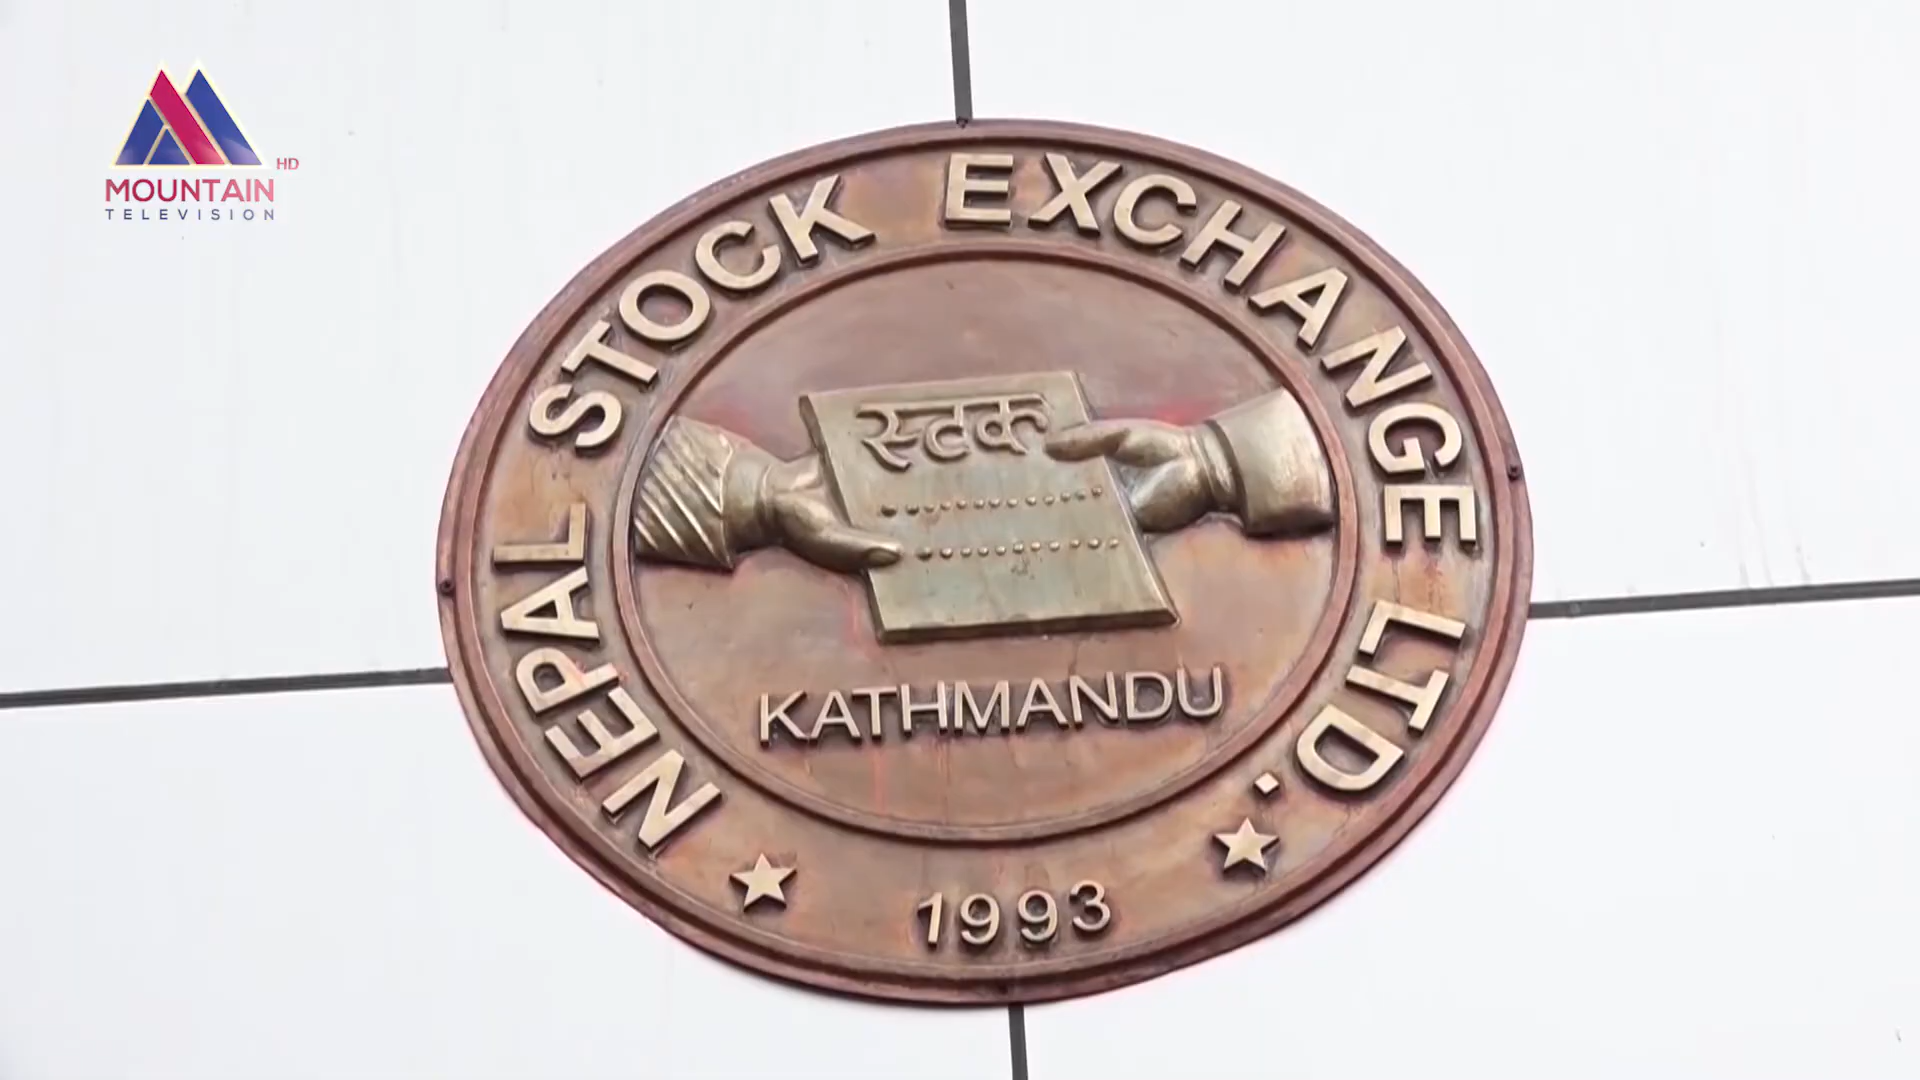 MOUNTAIN HD
TELEVISION
NEPAL STOCK EXCHANGE LTD.
स्टक
KATHMANDU
1993